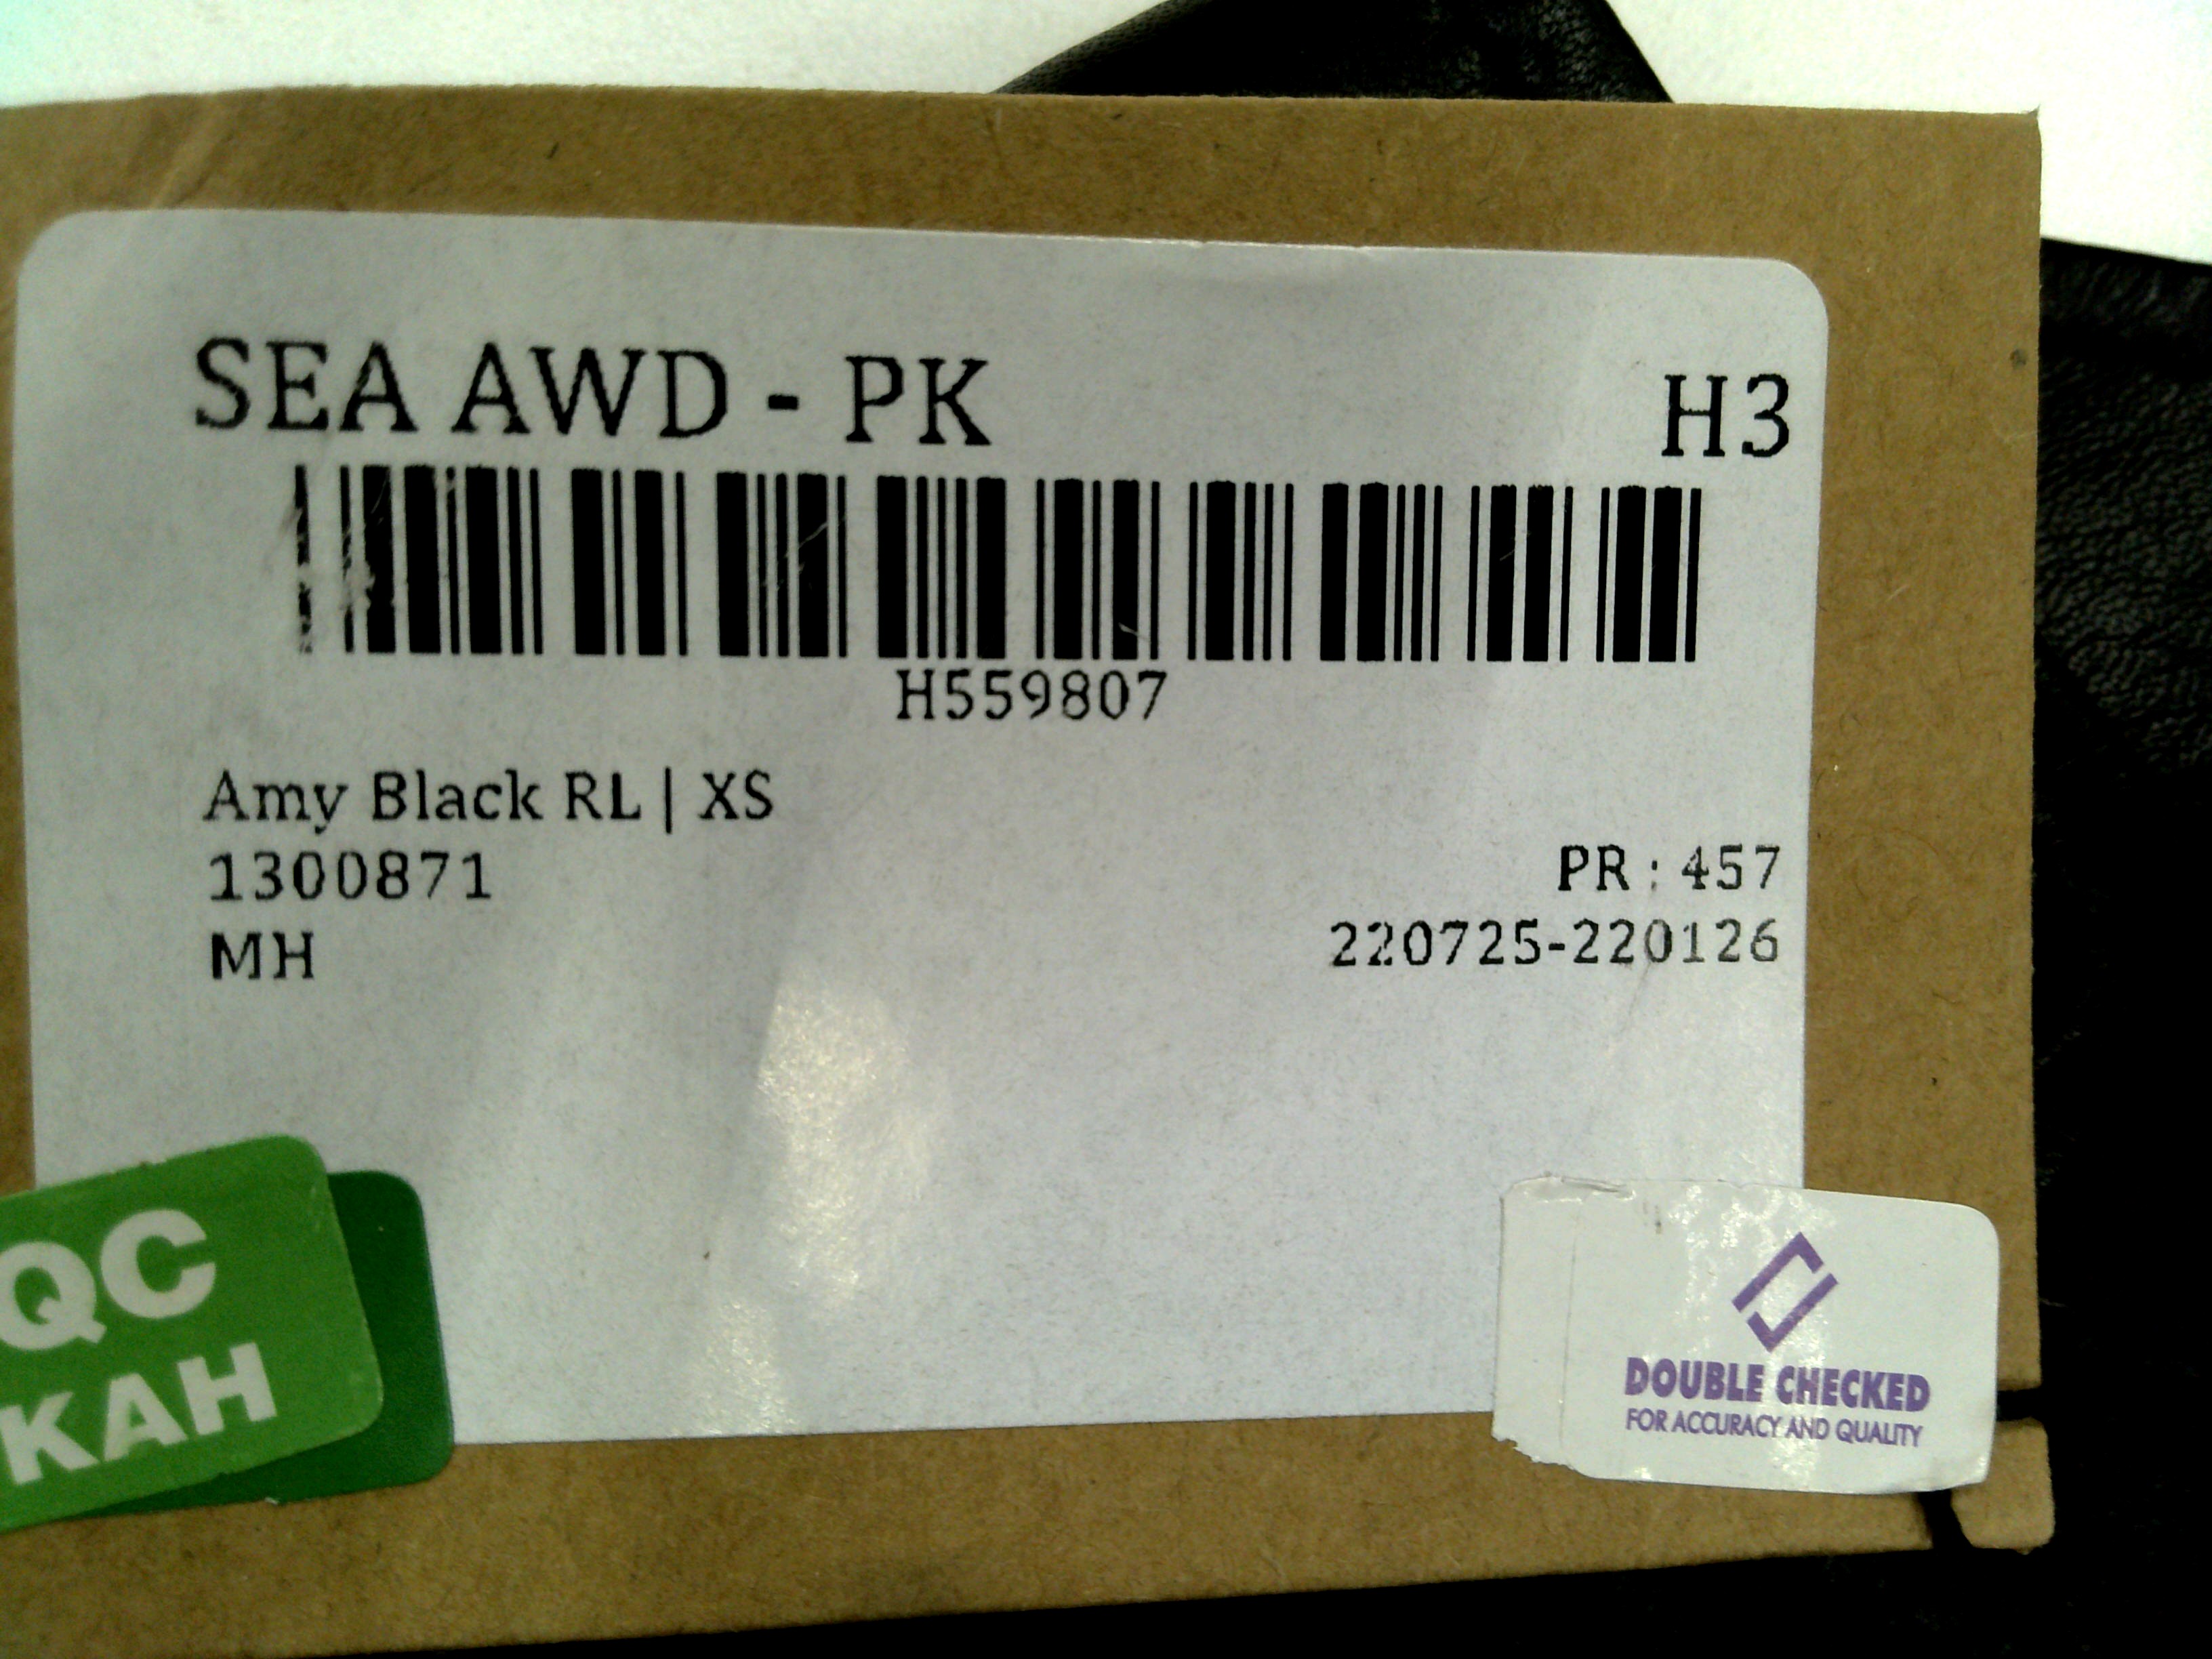 SEA AWD - PK
H3
H559807
Amy Black RL | XS
1300871
PR : 457
MH
220725-220126
QC
KAH
DOUBLE CHECKED
FOR ACCURACY AND QUALITY